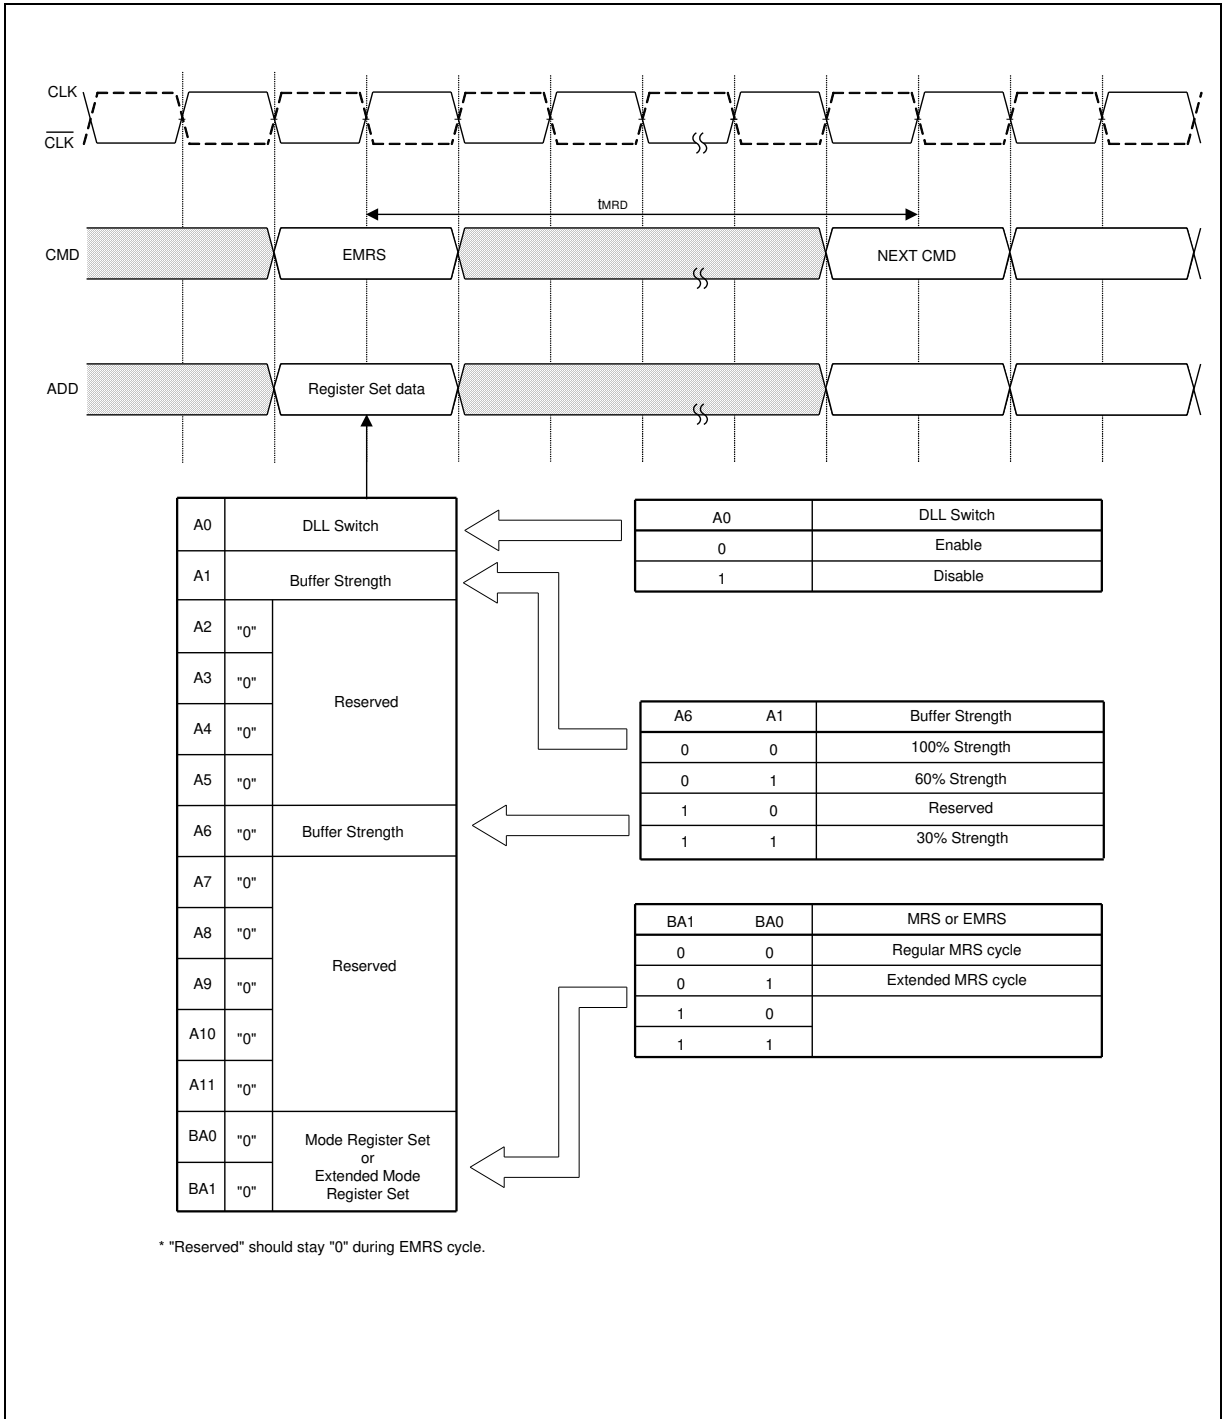 CLK
CLK
tMRD
CMD
EMRS
NEXT CMD
ADD
Register Set data
A0 DLL Switch
A1 Buffer Strength
A2 "0"
A3 "0"
Reserved
A4 "0"
A5 "0"
A6 "0" Buffer Strength
A7 "0"
A8 "0"
Reserved
A9 "0"
A10 "0"
A11 "0"
BA0 "0"
Mode Register Set
or
Extended Mode
Register Set
BA1 "0"
A0 DLL Switch
0 Enable
1 Disable
A6 A1 Buffer Strength
0 0 100% Strength
0 1 60% Strength
1 0 Reserved
1 1 30% Strength
BA1 BA0 MRS or EMRS
0 0 Regular MRS cycle
0 1 Extended MRS cycle
1 0
1 1
* "Reserved" should stay "0" during EMRS cycle.